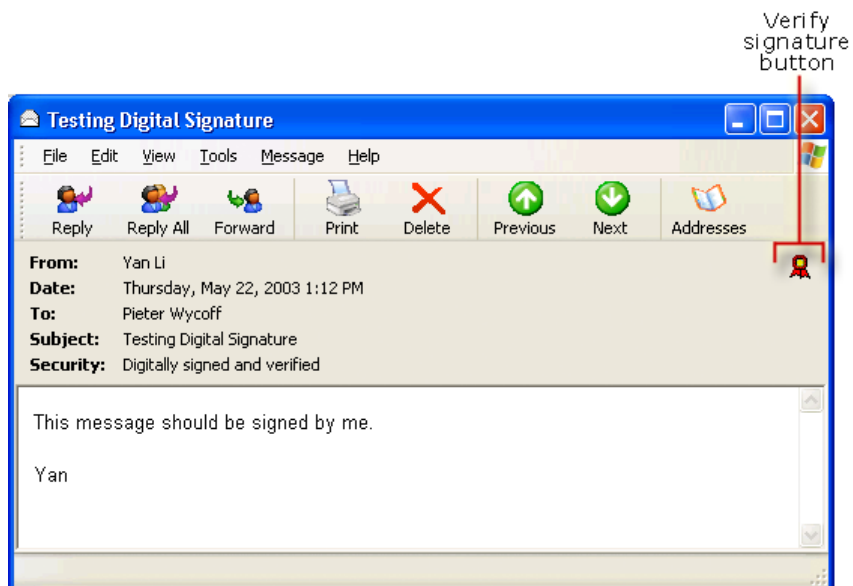 Verify
signature
button
Testing Digital Signature
File Edit View Tools Message Help
Reply Reply All Forward Print Delete Previous Next Addresses
From: Yan Li
Date: Thursday, May 22, 2003 1:12 PM
To: Pieter Wycoff
Subject: Testing Digital Signature
Security: Digitally signed and verified
This message should be signed by me.
Yan